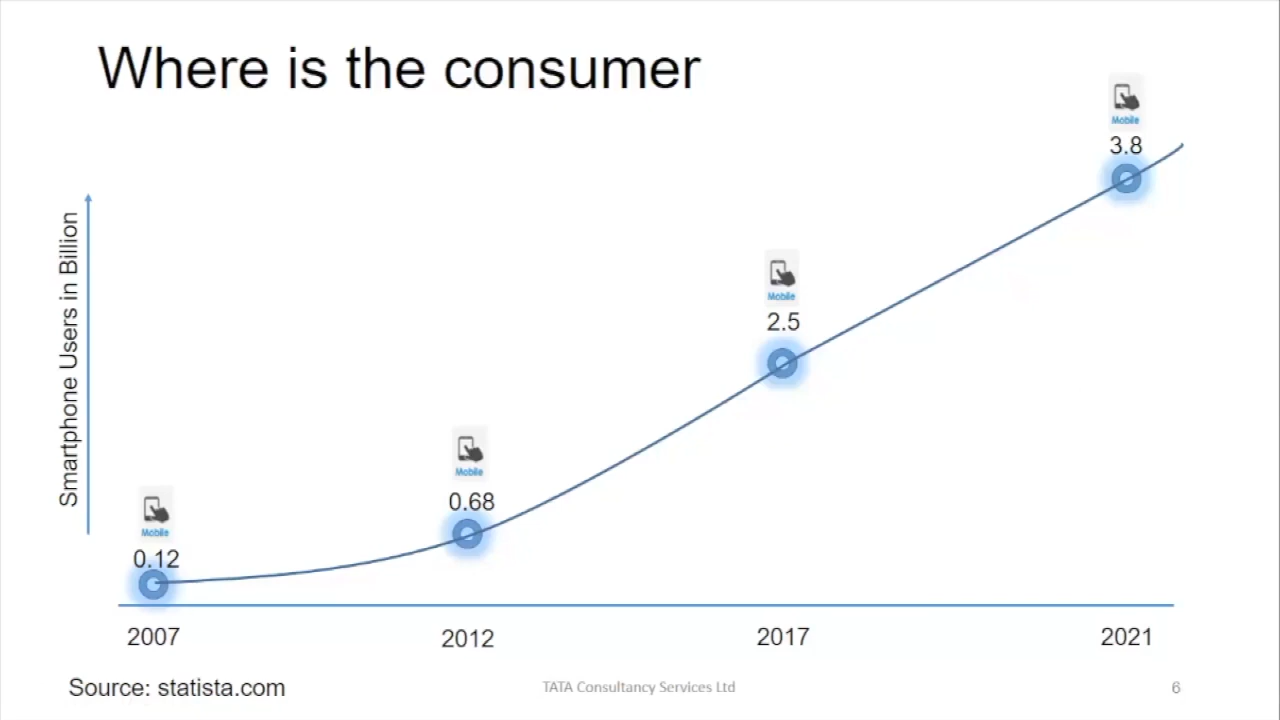 Where is the consumer
Mobile
3.8
Smartphone Users in Billion
Mobile
2.5
Mobile
0.68
Mobile
0.12
2007
2012
2017
2021
Source: statista.com
TATA Consultancy Services Ltd
6